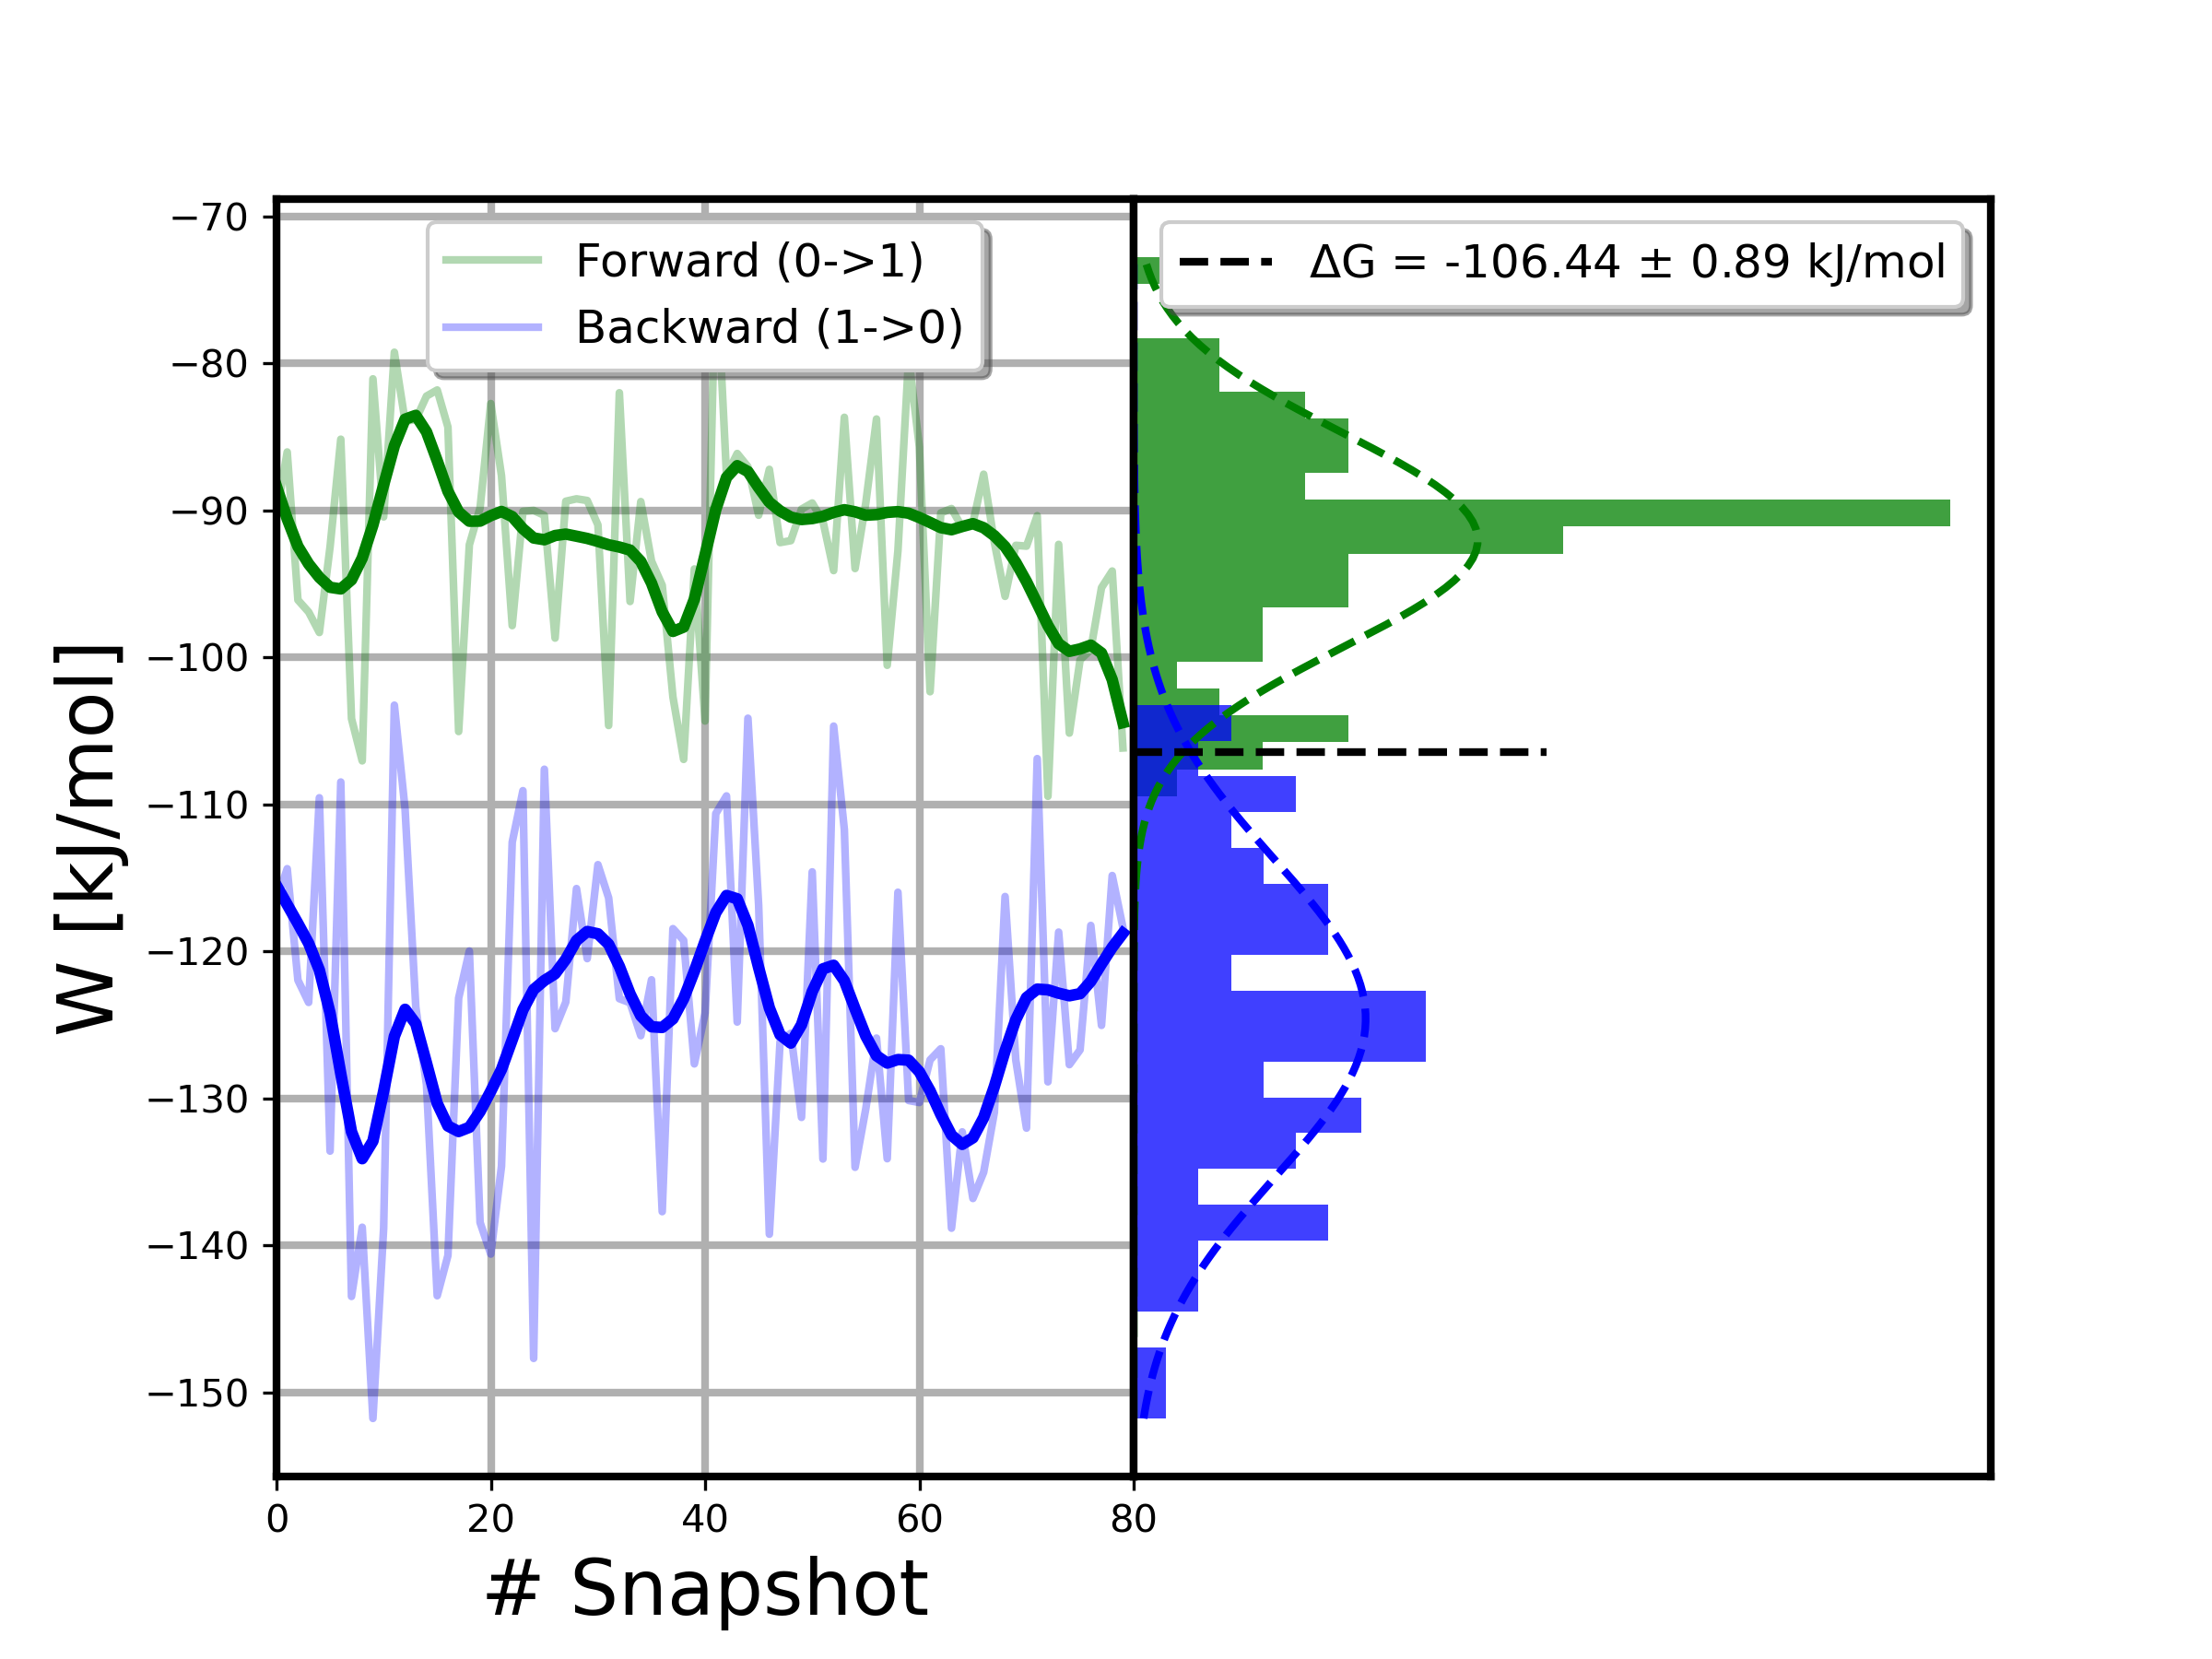 W [kJ/mol]
−70
−80
−90
−100
−110
−120
−130
−140
−150
Forward (0->1)
Backward (1->0)
ΔG = -106.44 ± 0.89 kJ/mol
0 20 40 60 80
# Snapshot